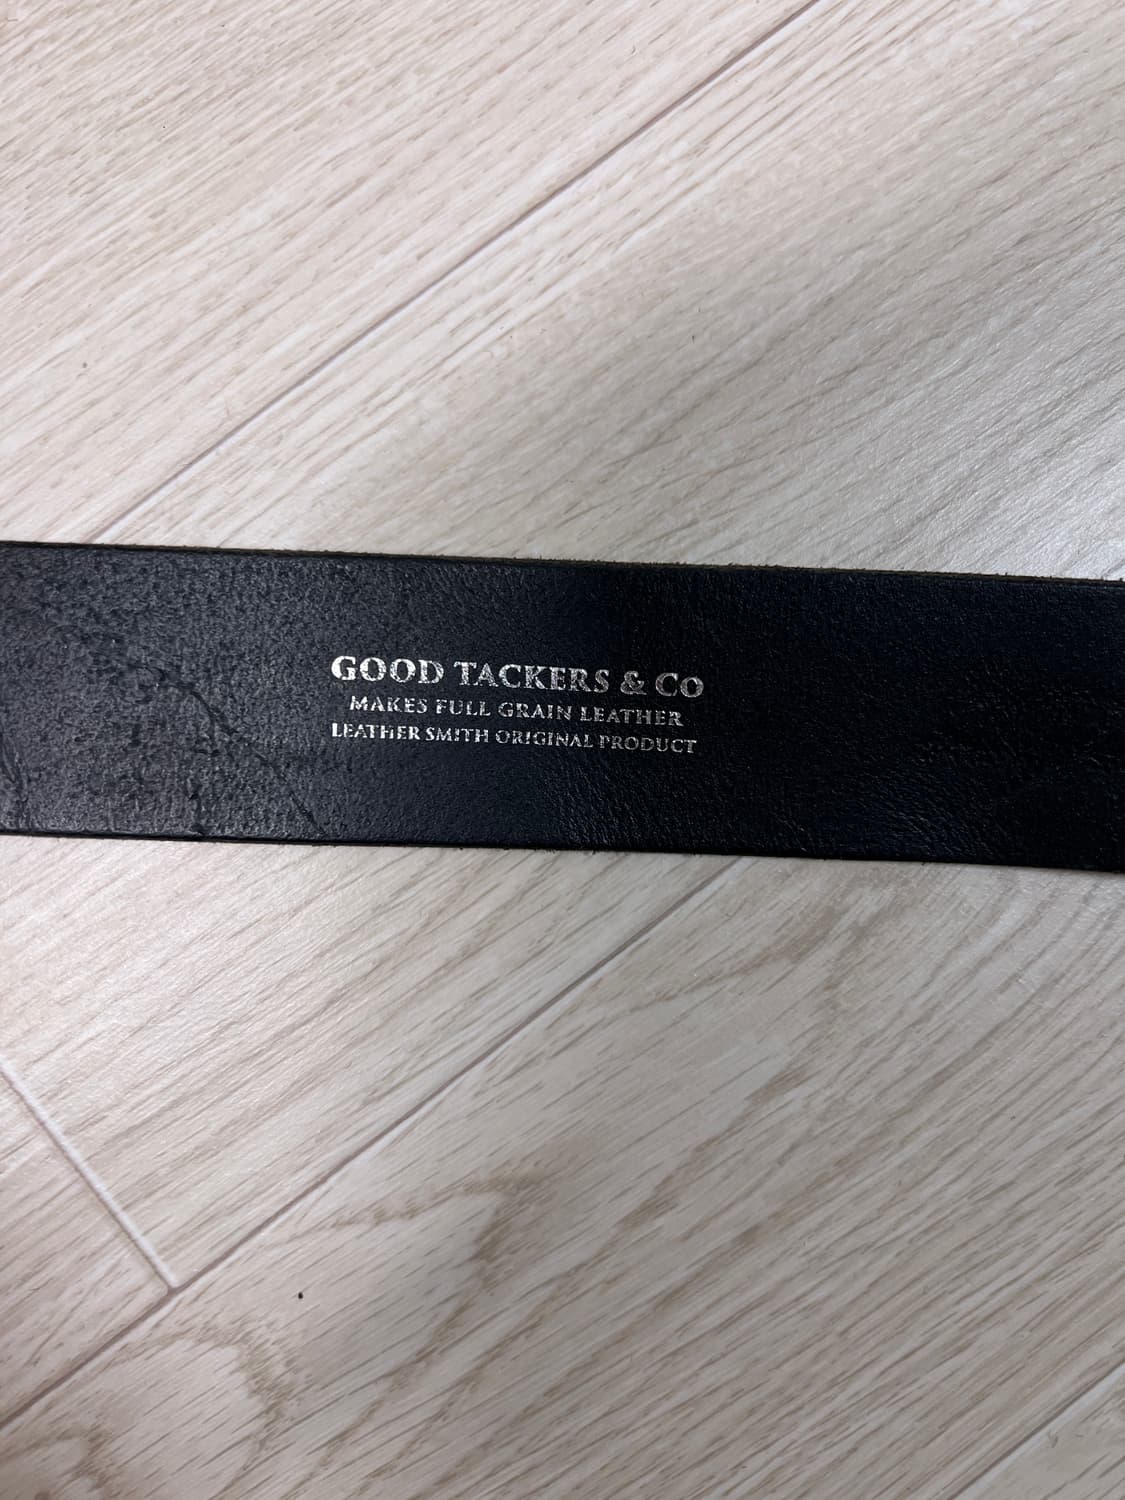 GOOD TACKERS & Co
MAKES FULL GRAIN LEATHER
LEATHER SMITH ORIGINAL PRODUCT